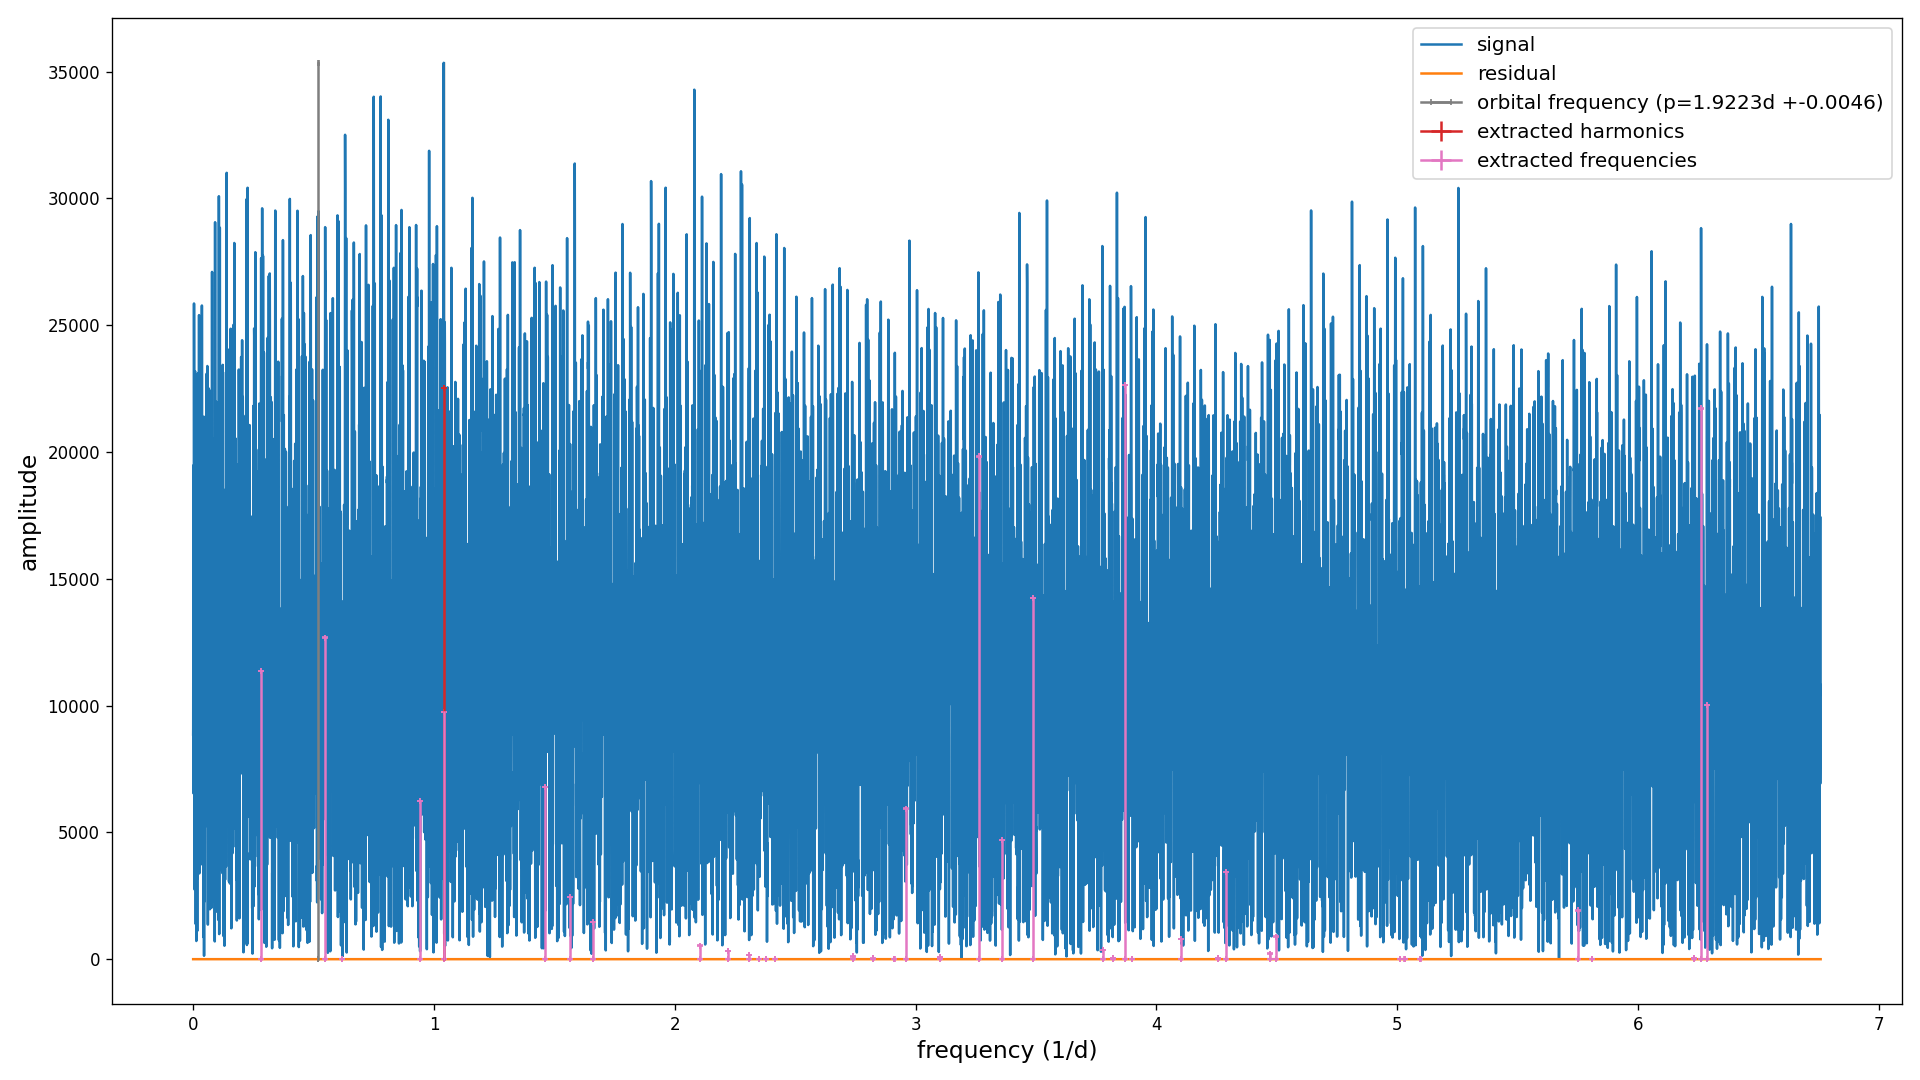 signal
residual
orbital frequency (p=1.9223d +-0.0046)
extracted harmonics
extracted frequencies
35000
30000
25000
20000
15000
10000
5000
0
amplitude
0 1 2 3 4 5 6 7
frequency (1/d)